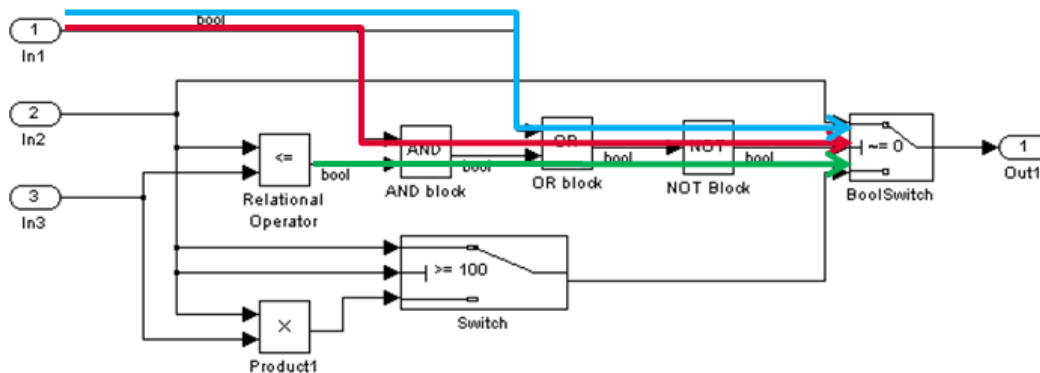 bool
1
In1
2
In2
3
In3
<=
bool
Relational
Operator
AND
bool
AND block
OR
bool
OR block
NOT
bool
NOT Block
~= 0
BoolSwitch
1
Out1
>= 100
Switch
×
Product1